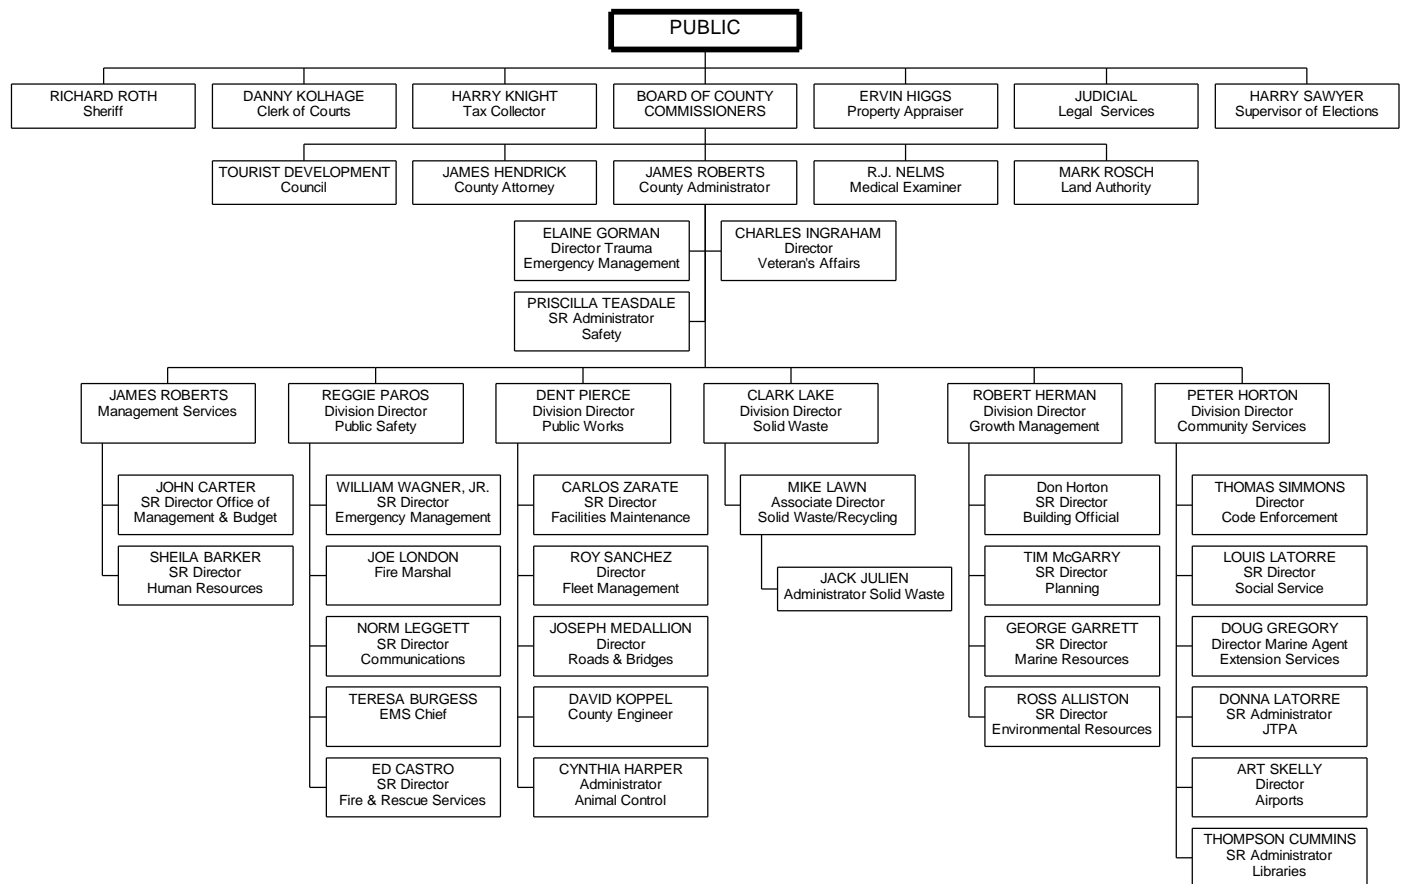 PUBLIC
RICHARD ROTH
Sheriff
DANNY KOLHAGE
Clerk of Courts
HARRY KNIGHT
Tax Collector
BOARD OF COUNTY
COMMISSIONERS
ERVIN HIGGS
Property Appraiser
JUDICIAL
Legal Services
HARRY SAWYER
Supervisor of Elections
TOURIST DEVELOPMENT
Council
JAMES HENDRICK
County Attorney
JAMES ROBERTS
County Administrator
R.J. NELMS
Medical Examiner
MARK ROSCH
Land Authority
ELAINE GORMAN
Director Trauma
Emergency Management
CHARLES INGRAHAM
Director
Veteran's Affairs
PRISCILLA TEASDALE
SR Administrator
Safety
JAMES ROBERTS
Management Services
REGGIE PAROS
Division Director
Public Safety
DENT PIERCE
Division Director
Public Works
CLARK LAKE
Division Director
Solid Waste
ROBERT HERMAN
Division Director
Growth Management
PETER HORTON
Division Director
Community Services
JOHN CARTER
SR Director Office of
Management & Budget
SHEILA BARKER
SR Director
Human Resources
WILLIAM WAGNER, JR.
SR Director
Emergency Management
JOE LONDON
Fire Marshal
NORM LEGGETT
SR Director
Communications
TERESA BURGESS
EMS Chief
ED CASTRO
SR Director
Fire & Rescue Services
CARLOS ZARATE
SR Director
Facilities Maintenance
ROY SANCHEZ
Director
Fleet Management
JOSEPH MEDALLION
Director
Roads & Bridges
DAVID KOPPEL
County Engineer
CYNTHIA HARPER
Administrator
Animal Control
MIKE LAWN
Associate Director
Solid Waste/Recycling
JACK JULIEN
Administrator Solid Waste
Don Horton
SR Director
Building Official
TIM McGARRY
SR Director
Planning
GEORGE GARRETT
SR Director
Marine Resources
ROSS ALLISTON
SR Director
Environmental Resources
THOMAS SIMMONS
Director
Code Enforcement
LOUIS LATORRE
SR Director
Social Service
DOUG GREGORY
Director Marine Agent
Extension Services
DONNA LATORRE
SR Administrator
JTPA
ART SKELLY
Director
Airports
THOMPSON CUMMINS
SR Administrator
Libraries